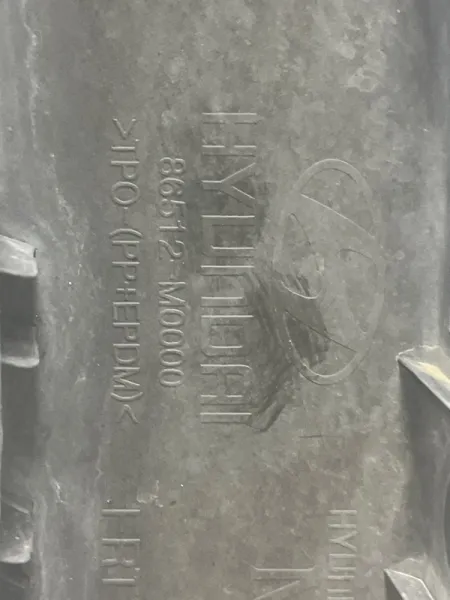 HYUNDAI
86512-M0000
>TPO-(PP+EPDM)<